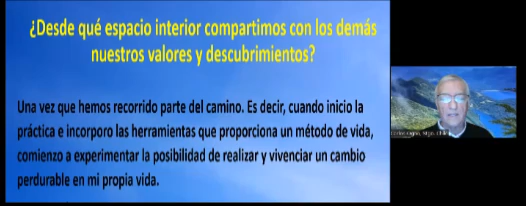 ¿Desde qué espacio interior compartimos con los demás
nuestros valores y descubrimientos?
Una vez que hemos recorrido parte del camino. Es decir, cuando inicio la
práctica e incorporo las herramientas que proporciona un método de vida,
comienzo a experimentar la posibilidad de realizar y vivenciar un cambio
perdurable en mi propia vida.